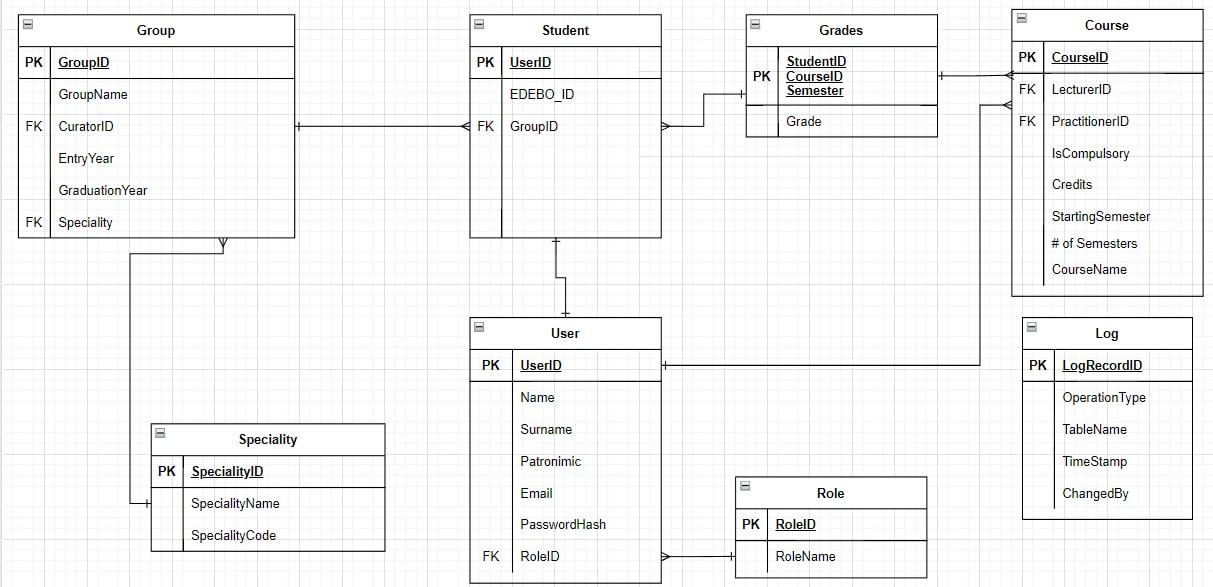 Group
PK GroupID
GroupName
FK CuratorID
EntryYear
GraduationYear
FK Speciality
Student
PK UserID
EDEBO_ID
FK GroupID
Grades
PK StudentID
CourseID
Semester
Grade
Course
PK CourseID
FK LecturerID
FK PractitionerID
IsCompulsory
Credits
StartingSemester
# of Semesters
CourseName
User
PK UserID
Name
Surname
Patronimic
Email
PasswordHash
FK RoleID
Log
PK LogRecordID
OperationType
TableName
TimeStamp
ChangedBy
Speciality
PK SpecialityID
SpecialityName
SpecialityCode
Role
PK RoleID
RoleName